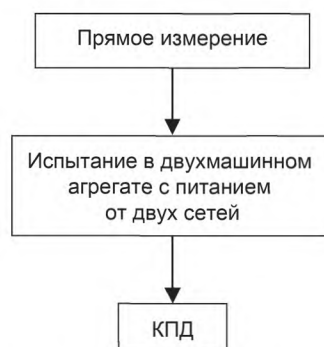 Прямое измерение
Испытание в двухмашинном
агрегате с питанием
от двух сетей
КПД